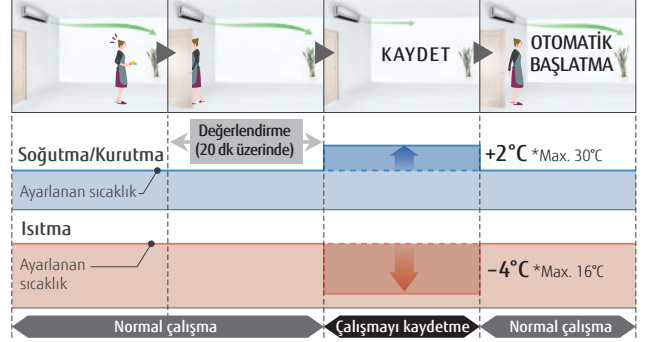 KAYDET
OTOMATİK
BAŞLATMA
Değerlendirme
(20 dk üzerinde)
Soğutma/Kurutma
+2°C *Max. 30°C
Ayarlanan sıcaklık
Isıtma
Ayarlanan
sıcaklık
–4°C *Max. 16°C
Normal çalışma
Çalışmayı kaydetme
Normal çalışma